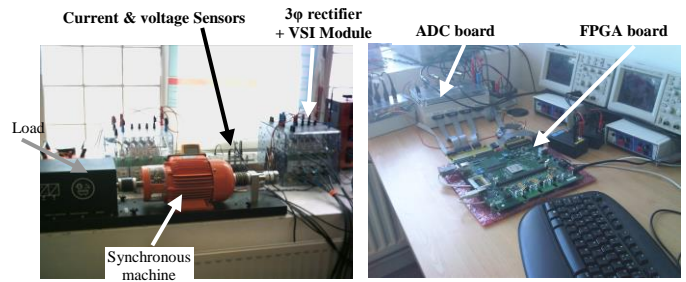 Current & voltage Sensors
3φ rectifier
+ VSI Module
Load
Synchronous
machine
ADC board
FPGA board